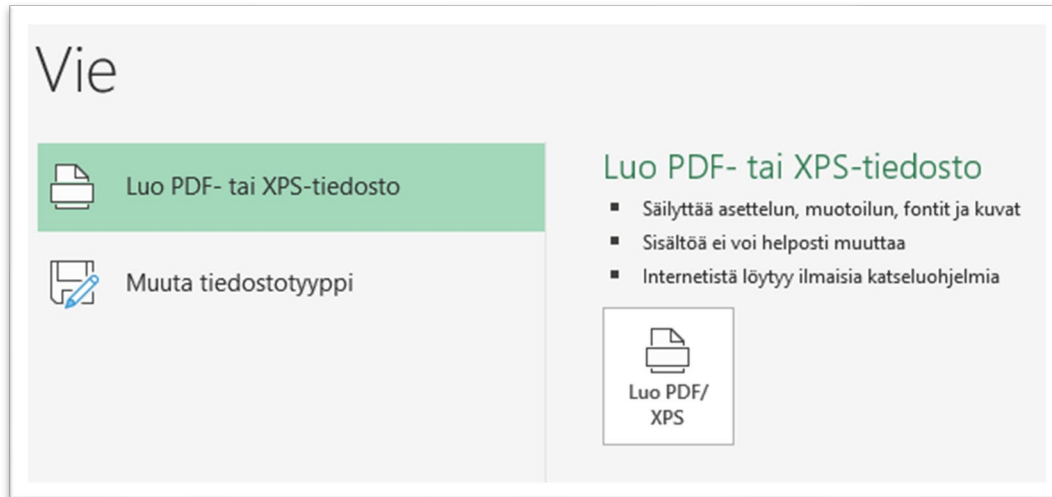 Vie
Luo PDF- tai XPS-tiedosto
Muuta tiedostotyyppi
Luo PDF- tai XPS-tiedosto
Säilyttää asettelun, muotoilun, fontit ja kuvat
Sisältöä ei voi helposti muuttaa
Internetistä löytyy ilmaisia katseluohjelmia
Luo PDF/
XPS